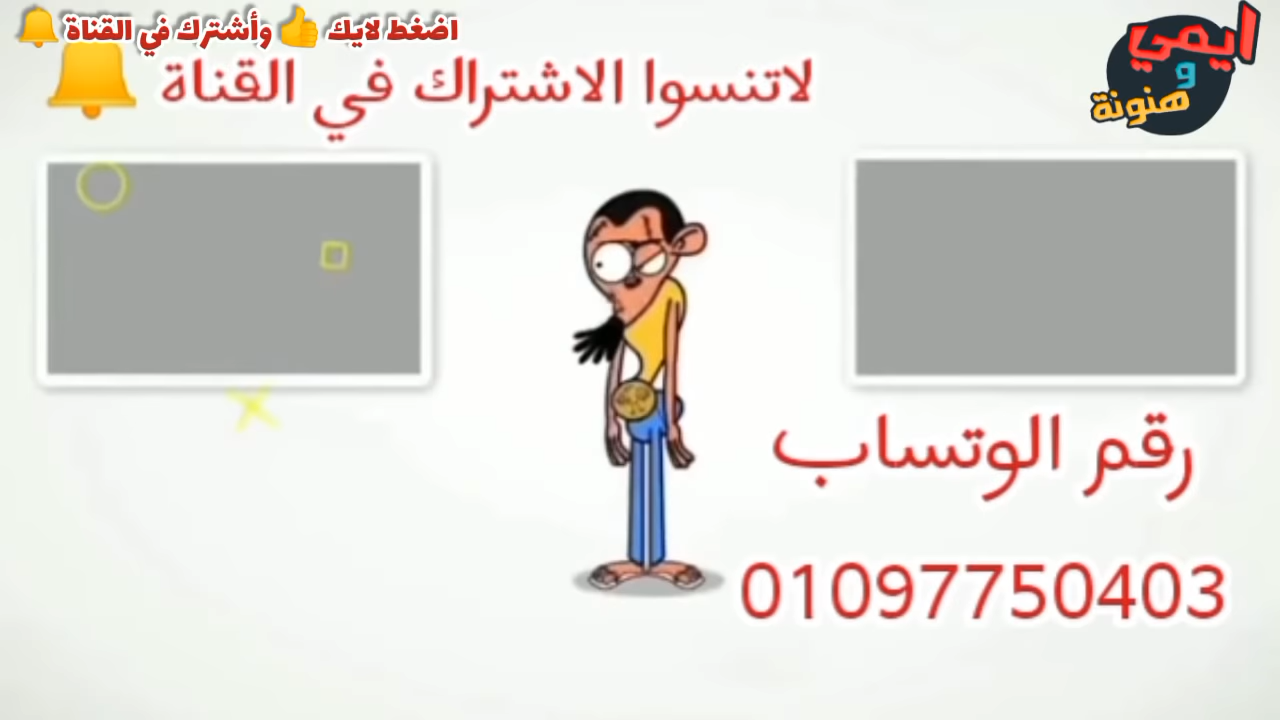 اضغط لايك 👍 وأشترك في القناة 🔔
لاتنسوا الاشتراك في القناة 🔔
ايمي
و
هنونة
رقم الوتساب
01097750403